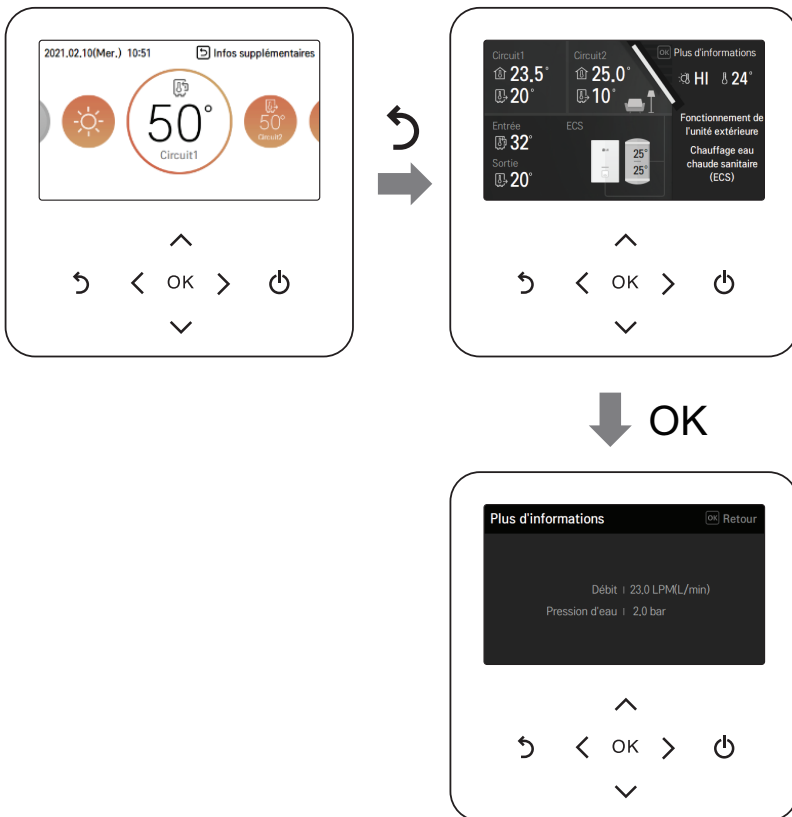 2021.02.10(Mer.) 10:51 Infos supplémentaires
50°
Circuit1
50°
Circuit2
OK
Circuit1
23.5°
20°
Circuit2
25.0°
10°
OK Plus d'informations
HI 24°
Entrée
32°
Sortie
20°
ECS
25°
25°
Fonctionnement de
l'unité extérieure
Chauffage eau
chaude sanitaire
(ECS)
OK
OK
Plus d'informations OK Retour
Débit 23.0 LPM(L/min)
Pression d'eau 2.0 bar
OK